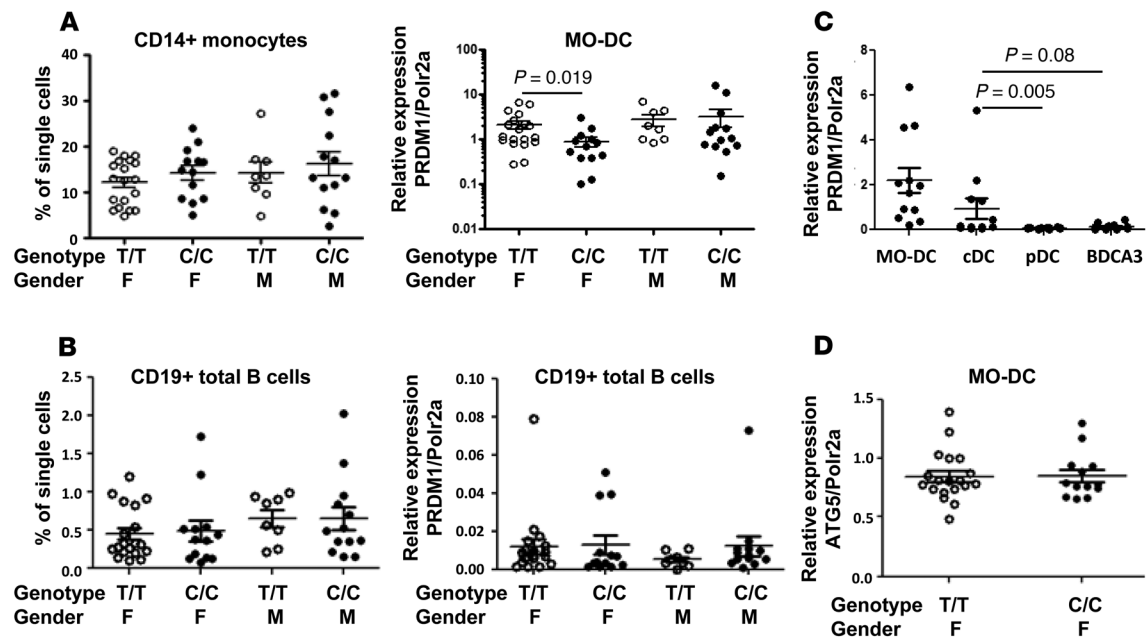 A
CD14+ monocytes
% of single cells
40
30
20
10
0
Genotype T/T C/C T/T C/C
Gender F F M M
MO-DC
Relative expression
PRDM1/Polr2a
100
10
1
0.1
0.01
P = 0.019
Genotype T/T C/C T/T C/C
Gender F F M M
C
Relative expression
PRDM1/Polr2a
8
6
4
2
0
P = 0.08
P = 0.005
MO-DC cDC pDC BDCA3
B
CD19+ total B cells
% of single cells
2.5
2.0
1.5
1.0
0.5
0.0
Genotype T/T C/C T/T C/C
Gender F F M M
CD19+ total B cells
Relative expression
PRDM1/Polr2a
0.10
0.08
0.06
0.04
0.02
0.00
Genotype T/T C/C T/T C/C
Gender F F M M
D
MO-DC
Relative expression
ATG5/Polr2a
1.5
1.0
0.5
0.0
Genotype T/T C/C
Gender F F